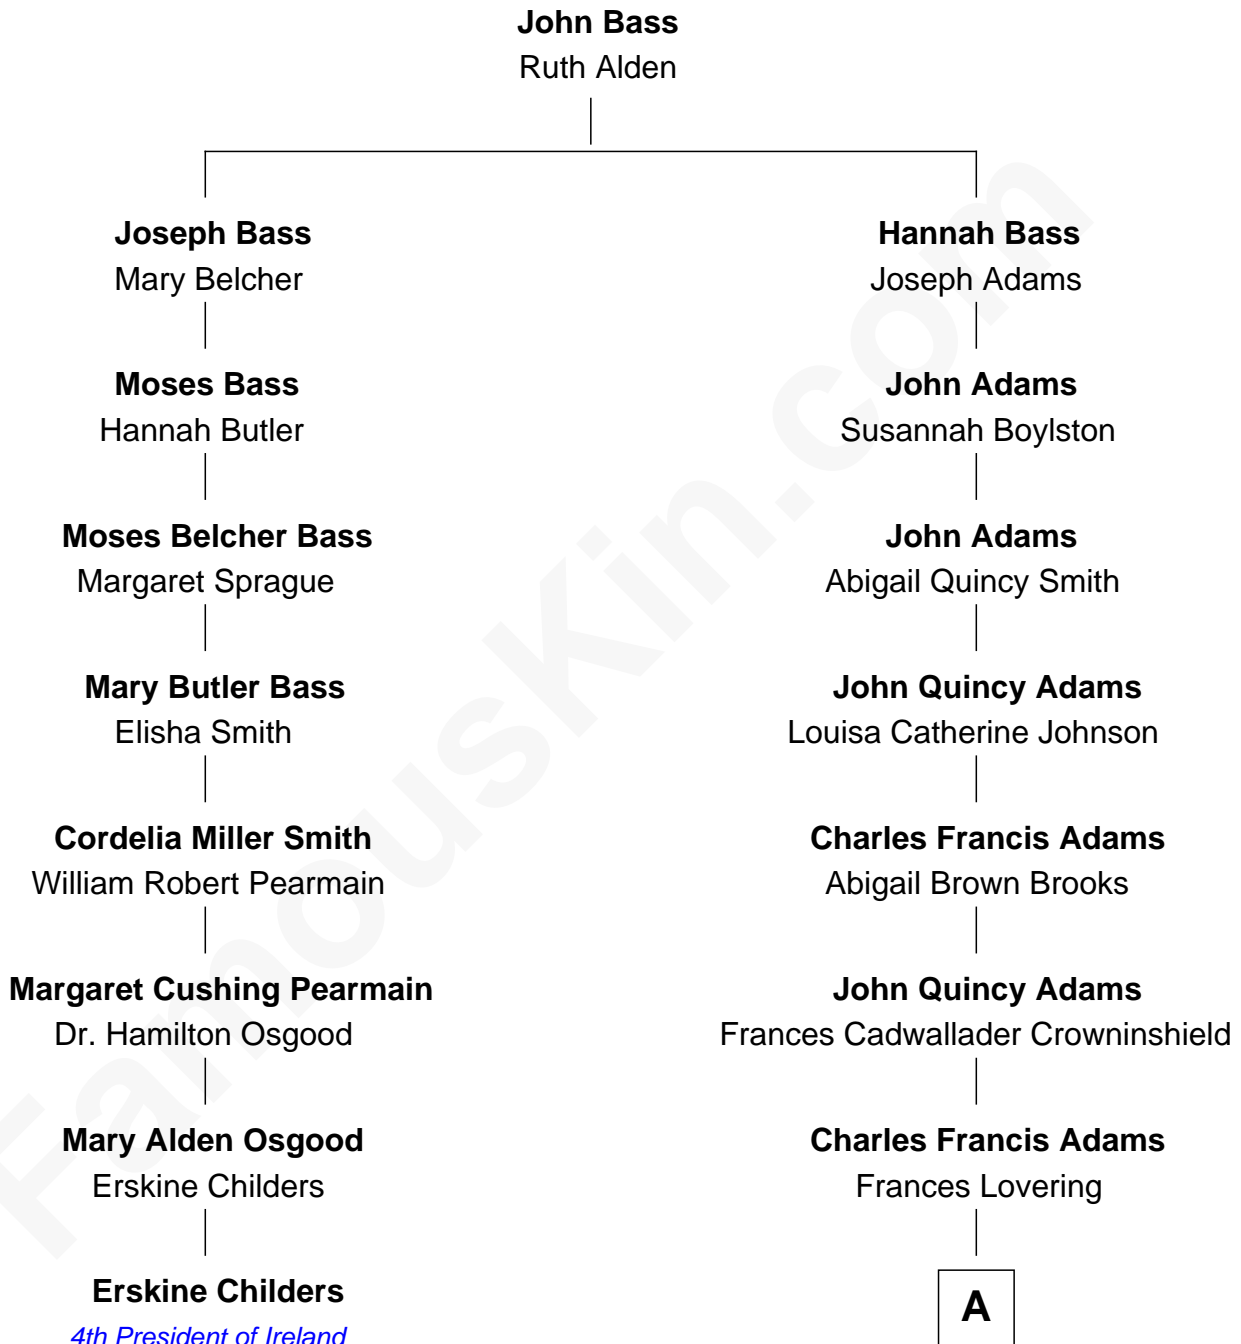 John Bass
Ruth Alden
Joseph Bass
Mary Belcher
Hannah Bass
Joseph Adams
Moses Bass
Hannah Butler
John Adams
Susannah Boylston
Moses Belcher Bass
Margaret Sprague
John Adams
Abigail Quincy Smith
Mary Butler Bass
Elisha Smith
John Quincy Adams
Louisa Catherine Johnson
Cordelia Miller Smith
William Robert Pearmain
Charles Francis Adams
Abigail Brown Brooks
Margaret Cushing Pearmain
Dr. Hamilton Osgood
John Quincy Adams
Frances Cadwallader Crowninshield
Mary Alden Osgood
Erskine Childers
Charles Francis Adams
Frances Lovering
Erskine Childers
4th President of Ireland
A
FamousKin.com